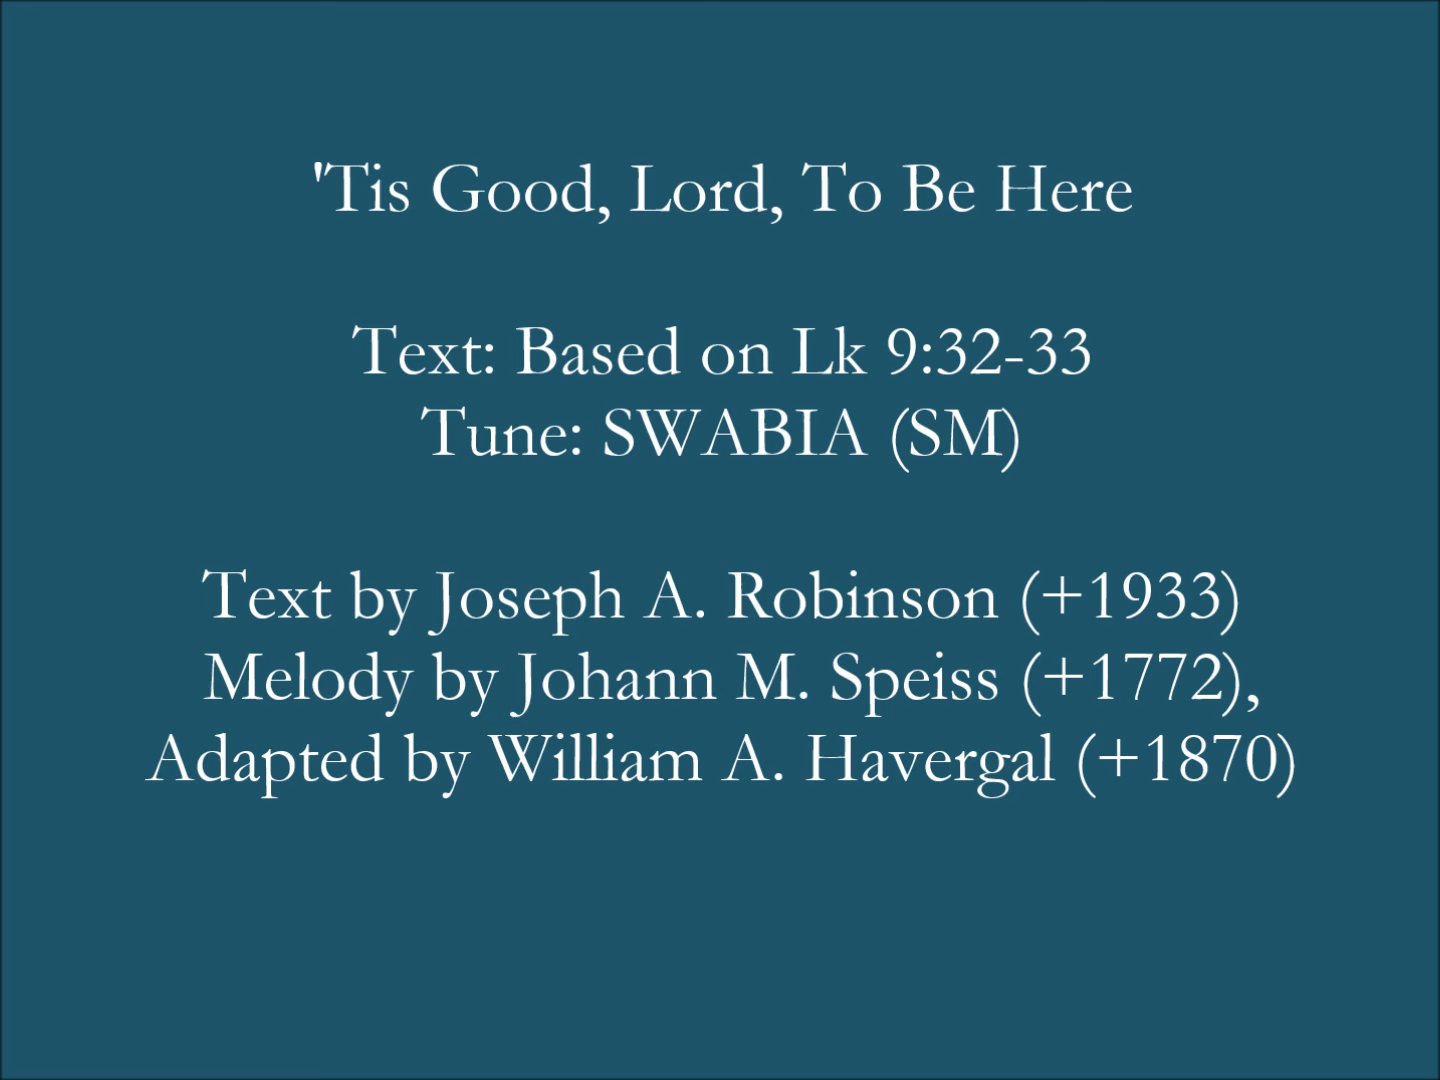 'Tis Good, Lord, To Be Here
Text: Based on Lk 9:32-33
Tune: SWABIA (SM)
Text by Joseph A. Robinson (+1933)
Melody by Johann M. Speiss (+1772),
Adapted by William A. Havergal (+1870)